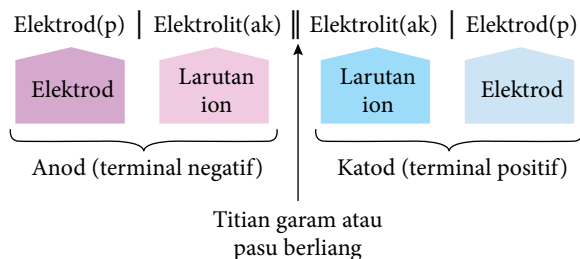 Elektrod(p) | Elektrolit(ak) || Elektrolit(ak) | Elektrod(p)
Elektrod
Larutan
ion
Larutan
ion
Elektrod
Anod (terminal negatif)
Katod (terminal positif)
Titian garam atau
pasu berliang